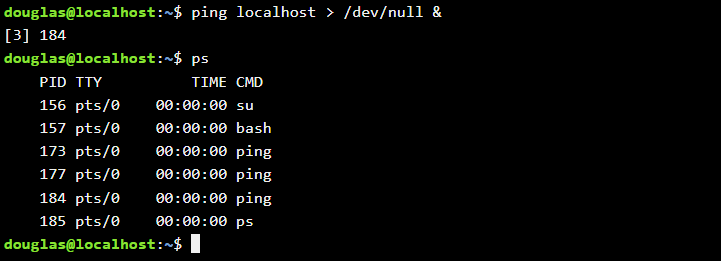 douglas@localhost:~$ ping localhost > /dev/null &
[3] 184
douglas@localhost:~$ ps
    PID TTY          TIME CMD
    156 pts/0    00:00:00 su
    157 pts/0    00:00:00 bash
    173 pts/0    00:00:00 ping
    177 pts/0    00:00:00 ping
    184 pts/0    00:00:00 ping
    185 pts/0    00:00:00 ps
douglas@localhost:~$